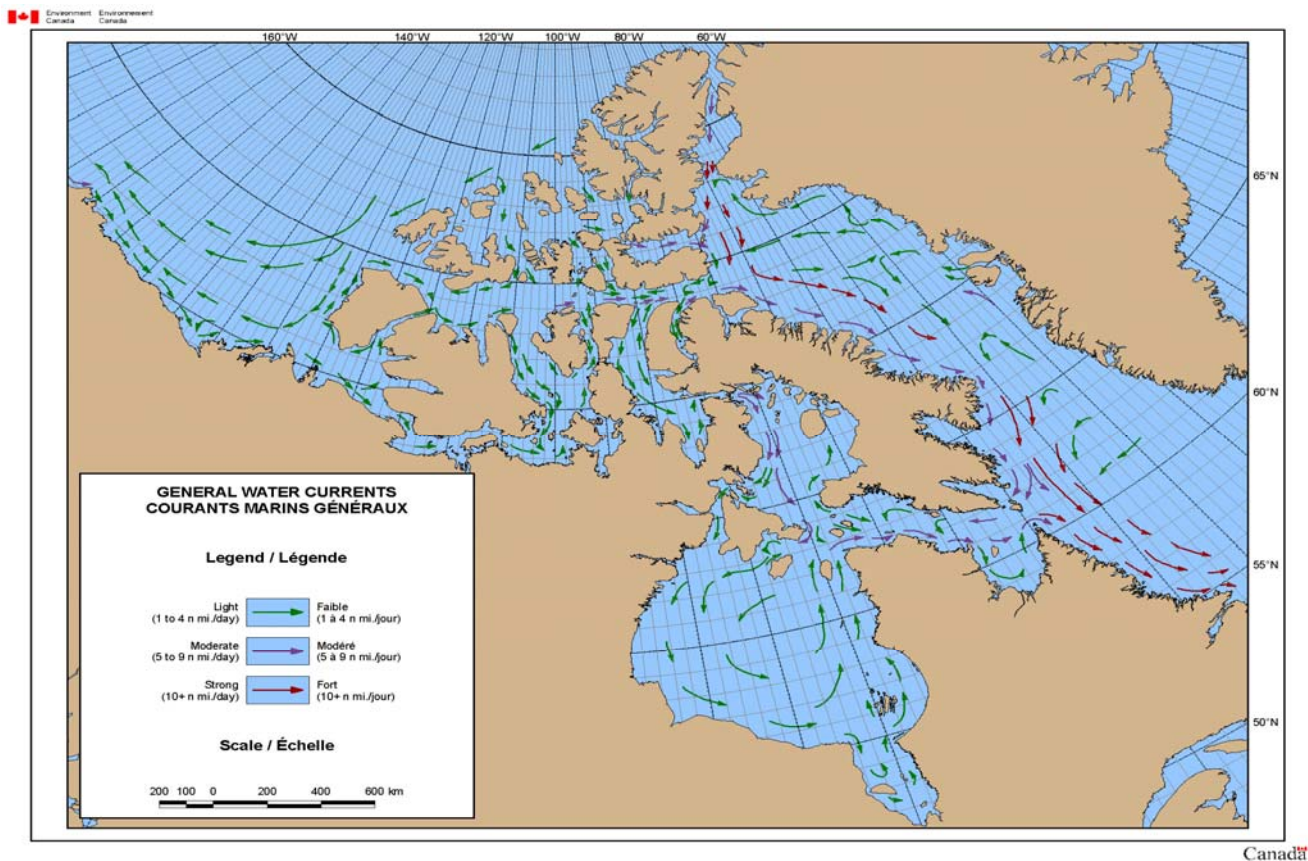 Environment Environnement
Canada Canada
160°W 140°W 120°W 100°W 80°W 60°W
65°N
60°N
55°N
50°N
GENERAL WATER CURRENTS
COURANTS MARINS GÉNÉRAUX
Legend / Légende
Light Faible
(1 to 4 n mi./day) (1 à 4 n mi./jour)
Moderate Modéré
(5 to 9 n mi./day) (5 à 9 n mi./jour)
Strong Fort
(10+ n mi./day) (10+ n mi./jour)
Scale / Échelle
200 100 0 200 400 600 km
Canada